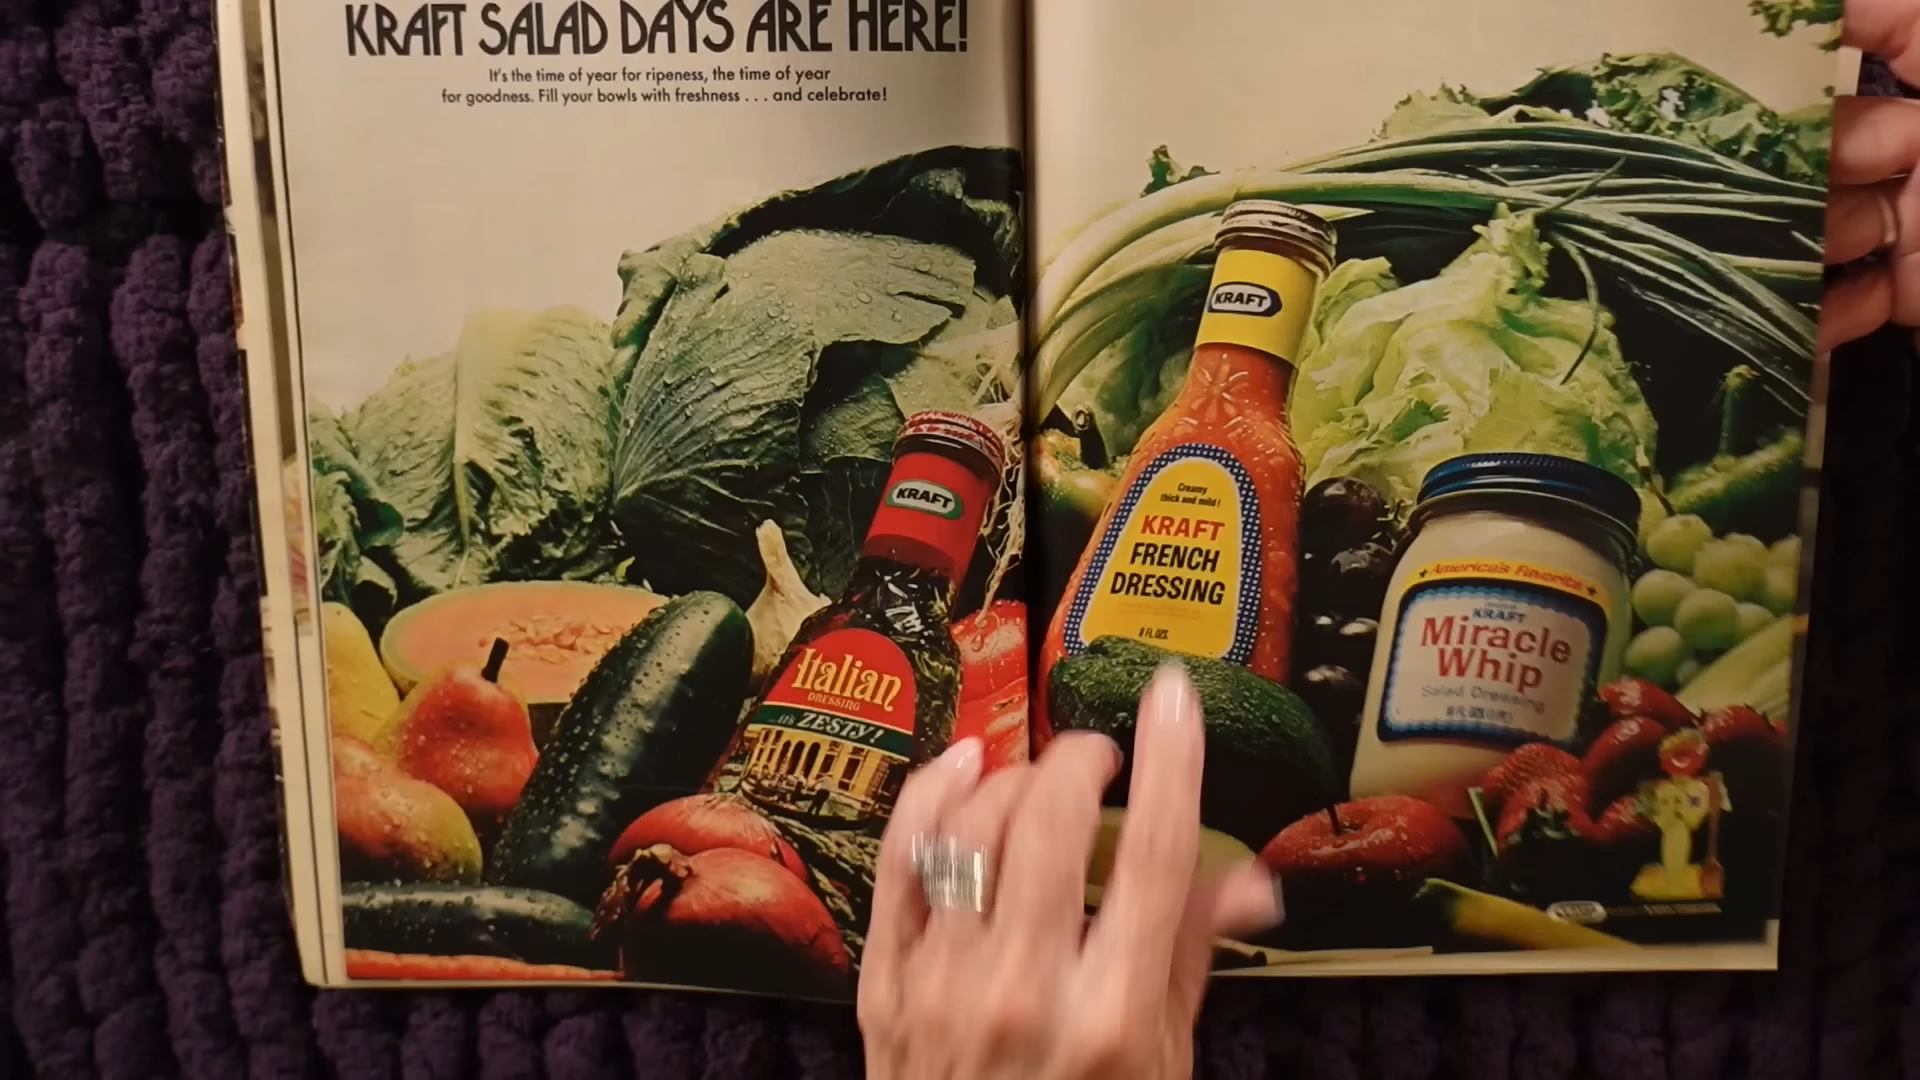 KRAFT SALAD DAYS ARE HERE!
It's the time of year for ripeness, the time of year
for goodness. Fill your bowls with freshness . . . and celebrate!
KRAFT
Italian
DRESSING
...it's ZESTY!
KRAFT
Creamy
thick and mild!
KRAFT
FRENCH
DRESSING
8 FL. OZS.
America's Favorite
KRAFT
Miracle
Whip
Salad Dressing